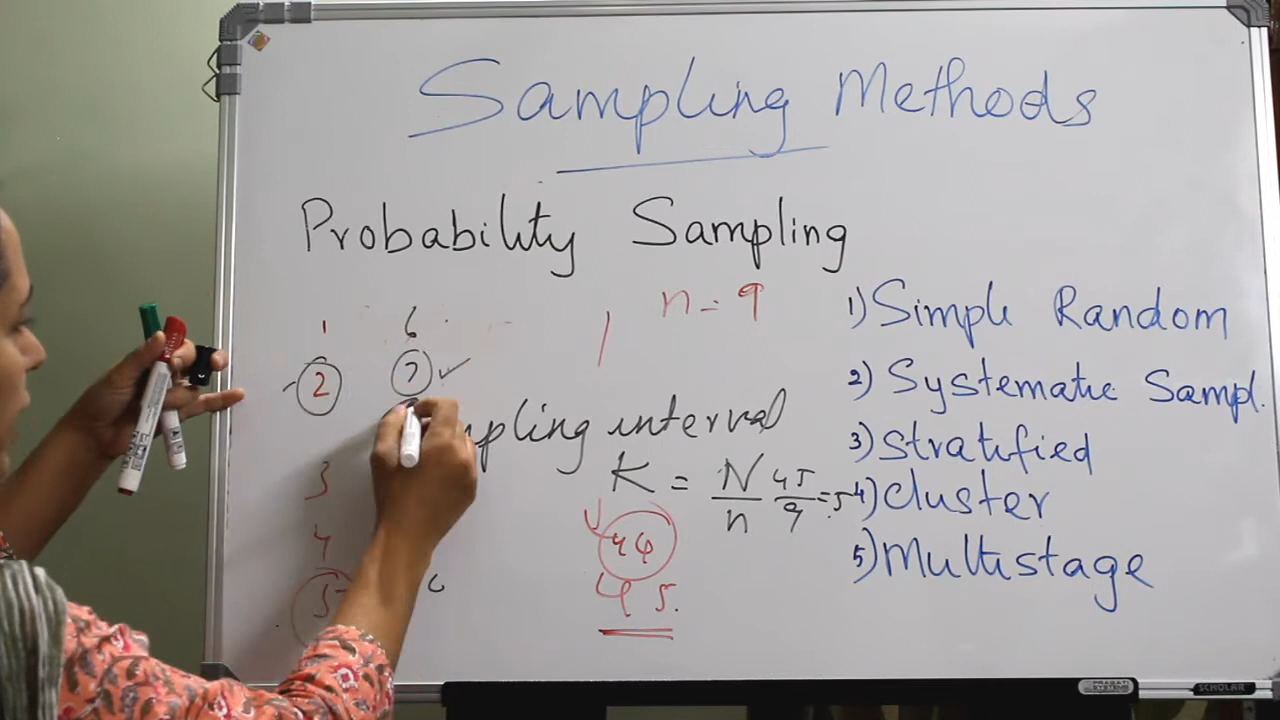 Sampling Methods
Probability Sampling
n = 9
1) Simple Random
2) Systematic Sampl.
3) Stratified
4) Cluster
5) Multistage
1 6
2 7
3
4
5
interval
K = N/n 45/9 = 5
44
45.
SCHOLAR